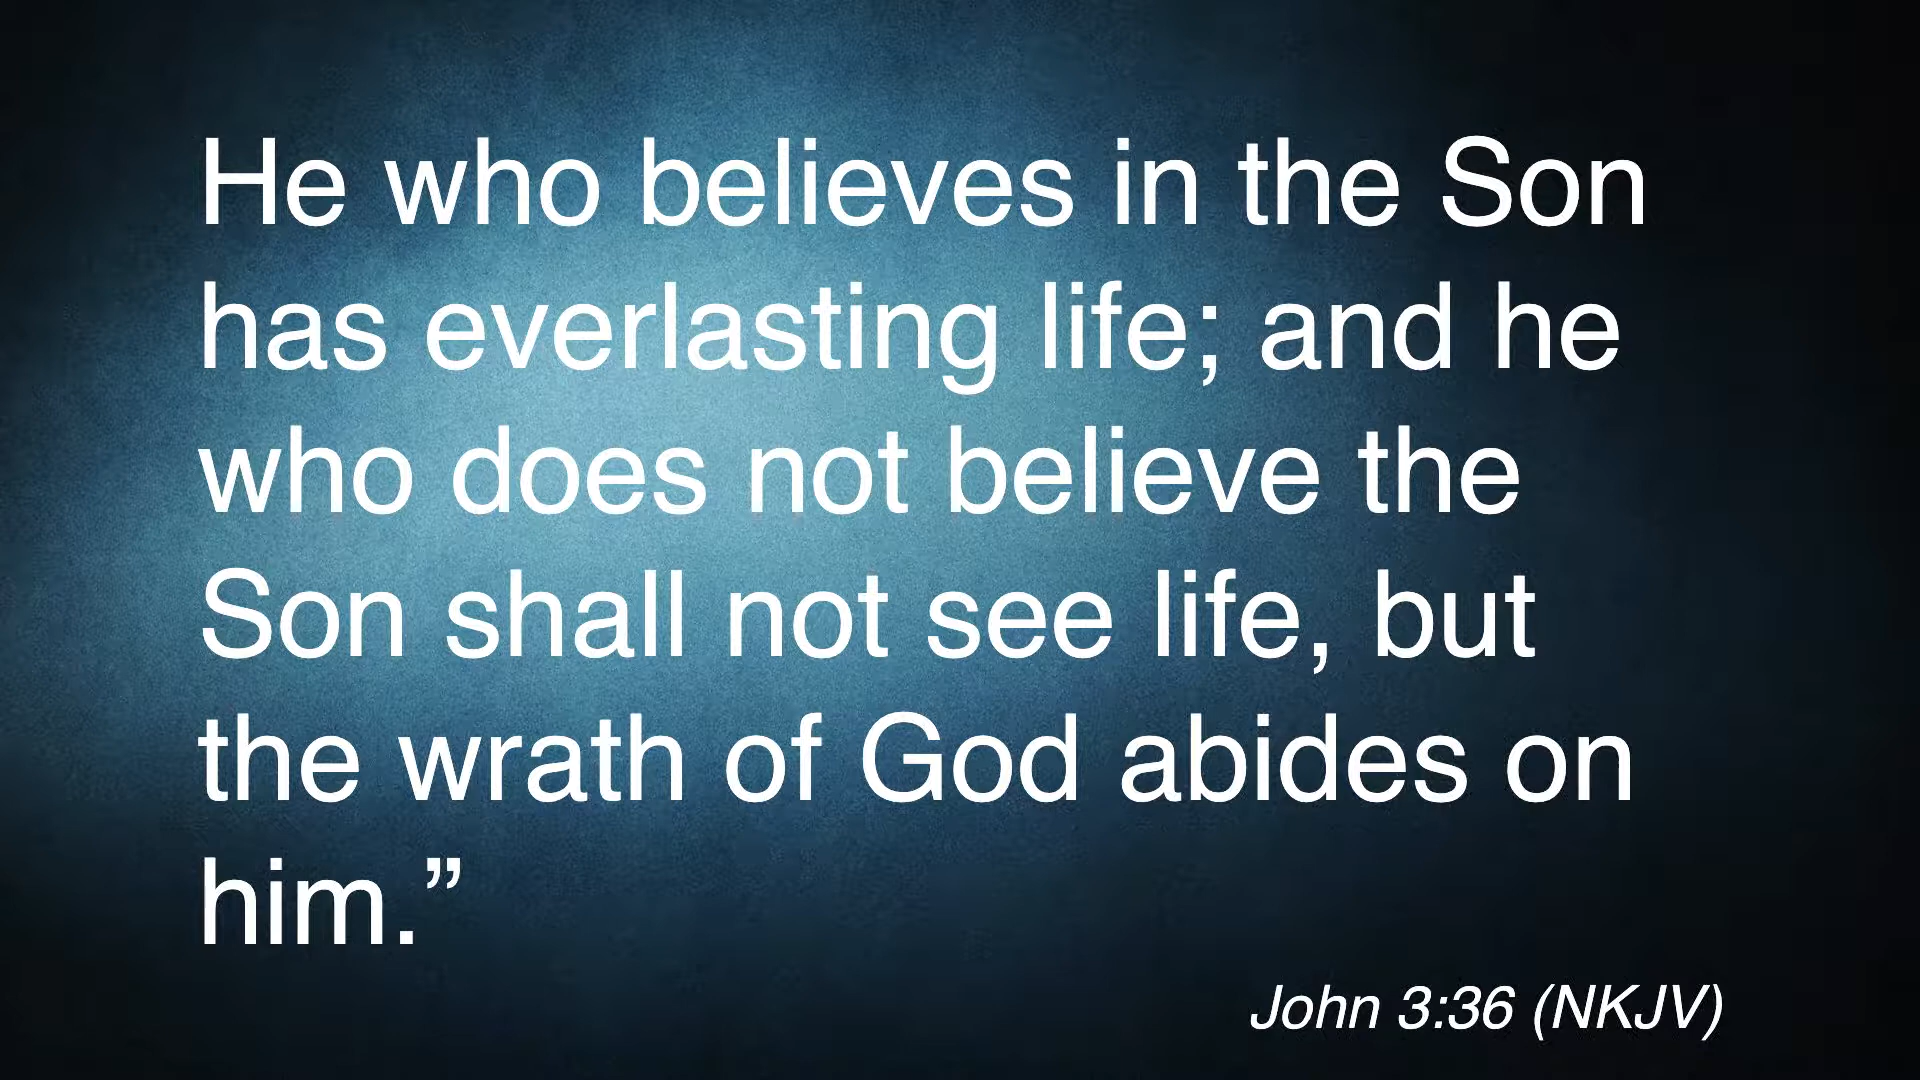 He who believes in the Son
has everlasting life; and he
who does not believe the
Son shall not see life, but
the wrath of God abides on
him.”
John 3:36 (NKJV)